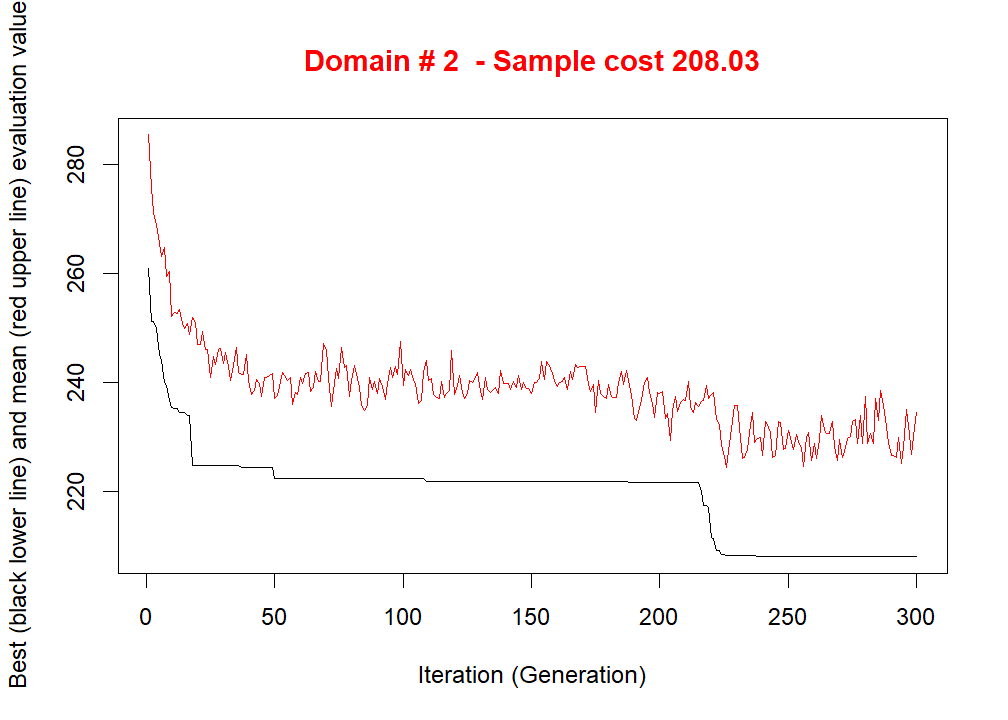 Domain # 2  - Sample cost 208.03
Best (black lower line) and mean (red upper line) evaluation value
280
260
240
220
0 50 100 150 200 250 300
Iteration (Generation)